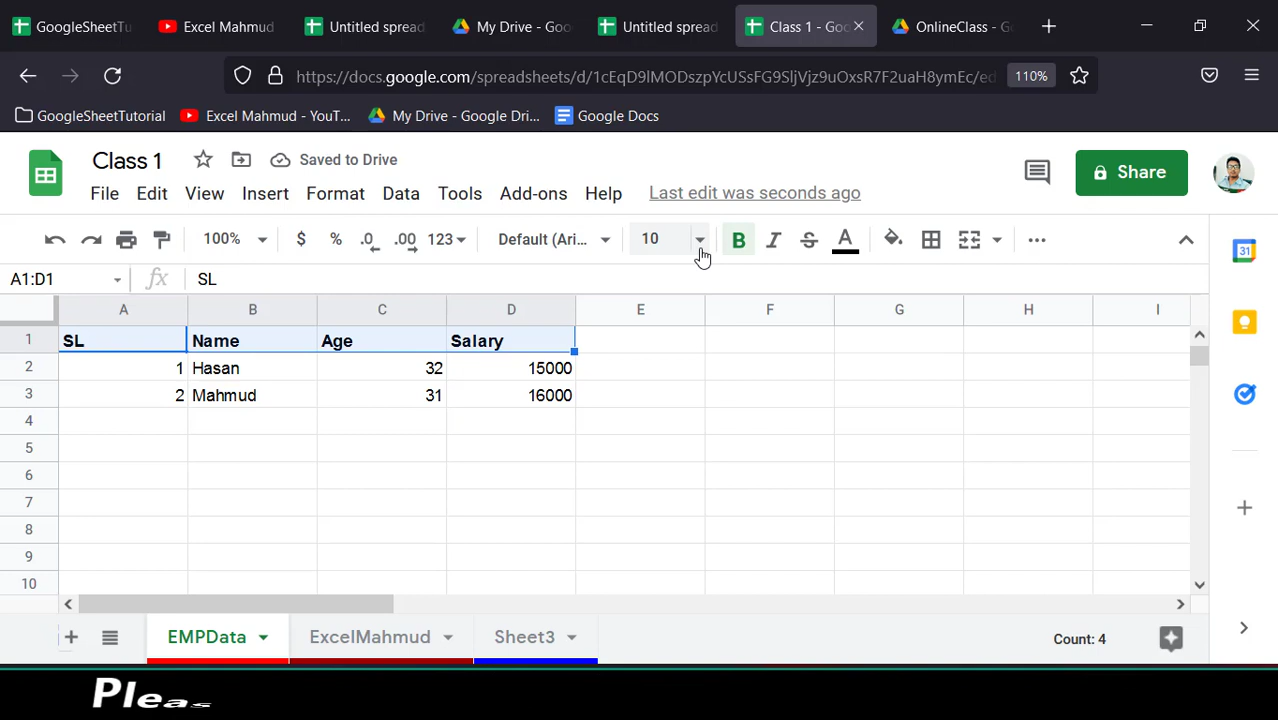 GoogleSheetTu
Excel Mahmud
Untitled spread
My Drive - Goo
Untitled spread
Class 1 - Goo
OnlineClass - G
https://docs.google.com/spreadsheets/d/1cEqD9lMODszpYcUSsFG9SljVjz9uOxsR7F2uaH8ymEc/ed
110%
GoogleSheetTutorial
Excel Mahmud - YouT...
My Drive - Google Dri...
Google Docs
Class 1
Saved to Drive
File Edit View Insert Format Data Tools Add-ons Help Last edit was seconds ago
Share
100% $ % .0 .00 123 Default (Ari... 10 B I S A
31
A1:D1 fx SL
A B C D E F G H I
1 SL Name Age Salary
2 1 Hasan 32 15000
3 2 Mahmud 31 16000
4
5
6
7
8
9
10
EMPData ExcelMahmud Sheet3 Count: 4
Pleas